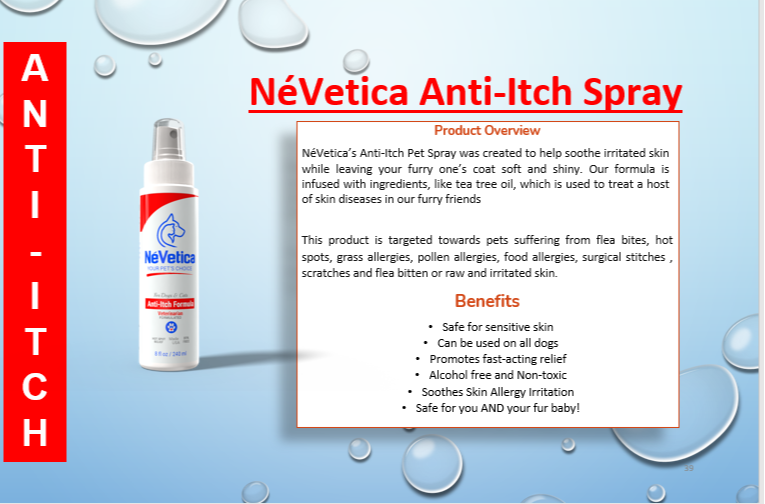 A
N
T
I
-
I
T
C
H
NéVetica Anti-Itch Spray
Product Overview
NéVetica's Anti-Itch Pet Spray was created to help soothe irritated skin
while leaving your furry one's coat soft and shiny. Our formula is
infused with ingredients, like tea tree oil, which is used to treat a host
of skin diseases in our furry friends
This product is targeted towards pets suffering from flea bites, hot
spots, grass allergies, pollen allergies, food allergies, surgical stitches ,
scratches and flea bitten or raw and irritated skin.
Benefits
• Safe for sensitive skin
• Can be used on all dogs
• Promotes fast-acting relief
• Alcohol free and Non-toxic
• Soothes Skin Allergy Irritation
• Safe for you AND your fur baby!
NéVetica
YOUR PET'S CHOICE
Anti-Itch Formula
Veterinarian
8 fl oz / 240 ml
39